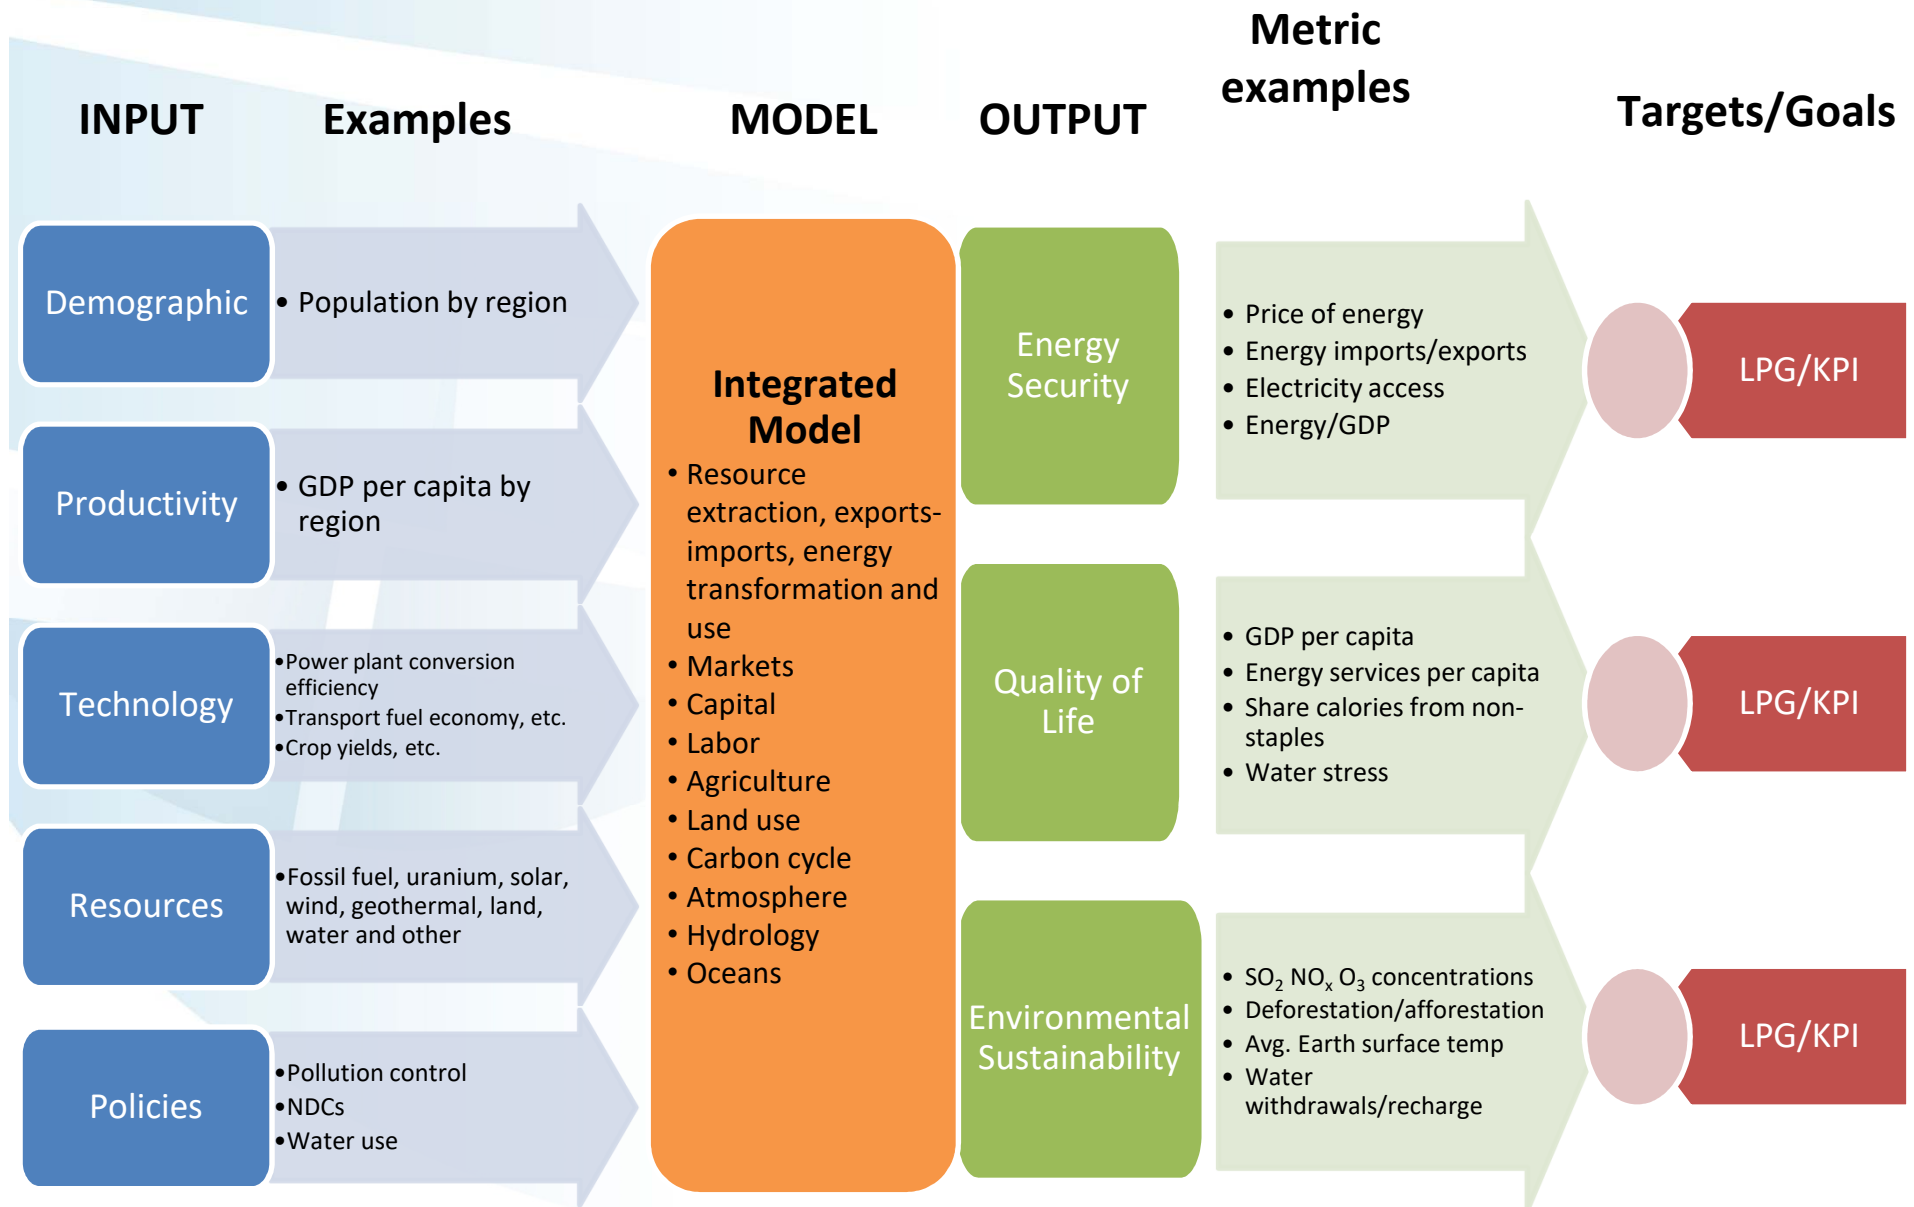 INPUT
Examples
MODEL
OUTPUT
Metric
examples
Targets/Goals
Demographic
• Population by region
Productivity
• GDP per capita by
region
Technology
•Power plant conversion
efficiency
•Transport fuel economy, etc.
•Crop yields, etc.
Resources
•Fossil fuel, uranium, solar,
wind, geothermal, land,
water and other
Policies
•Pollution control
•NDCs
•Water use
Integrated
Model
• Resource
extraction, exports-
imports, energy
transformation and
use
• Markets
• Capital
• Labor
• Agriculture
• Land use
• Carbon cycle
• Atmosphere
• Hydrology
• Oceans
Energy
Security
• Price of energy
• Energy imports/exports
• Electricity access
• Energy/GDP
LPG/KPI
Quality of
Life
• GDP per capita
• Energy services per capita
• Share calories from non-
staples
• Water stress
LPG/KPI
Environmental
Sustainability
• SO₂ NOₓ O₃ concentrations
• Deforestation/afforestation
• Avg. Earth surface temp
• Water
withdrawals/recharge
LPG/KPI